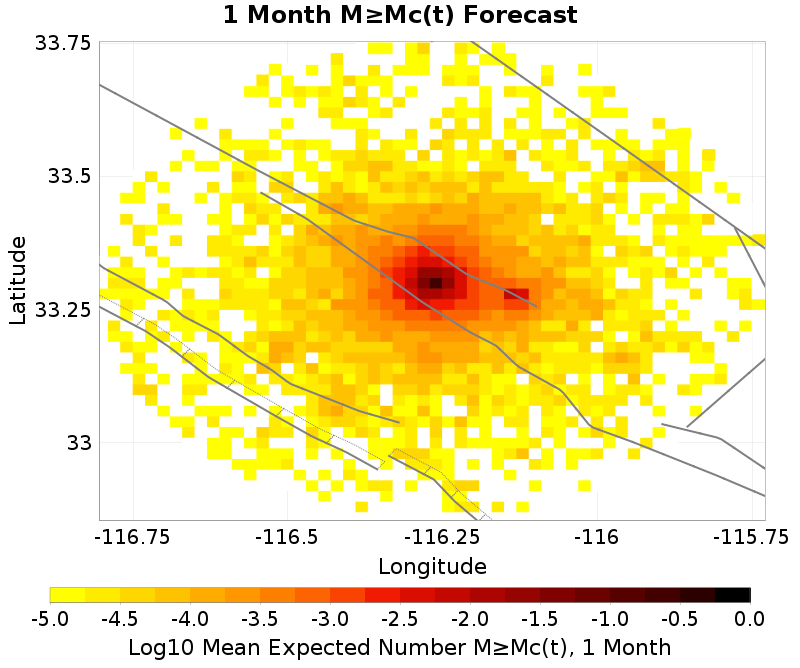 1 Month M≥Mc(t) Forecast
33.75
33.5
33.25
33
Latitude
-116.75 -116.5 -116.25 -116 -115.75
Longitude
-5.0 -4.5 -4.0 -3.5 -3.0 -2.5 -2.0 -1.5 -1.0 -0.5 0.0
Log10 Mean Expected Number M≥Mc(t), 1 Month